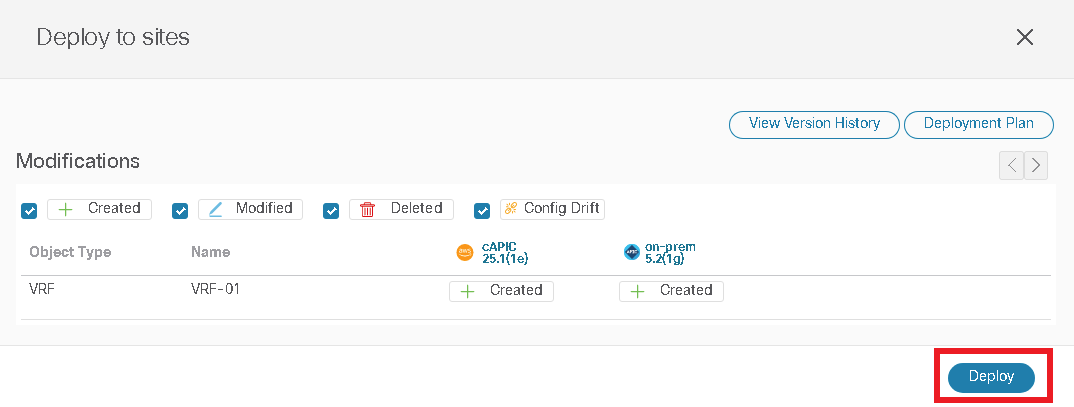 Deploy to sites
View Version History
Deployment Plan
Modifications
Created
Modified
Deleted
Config Drift
Object Type
Name
aws
cAPIC
25.1(1e)
APIC
on-prem
5.2(1g)
VRF
VRF-01
Created
Created
Deploy